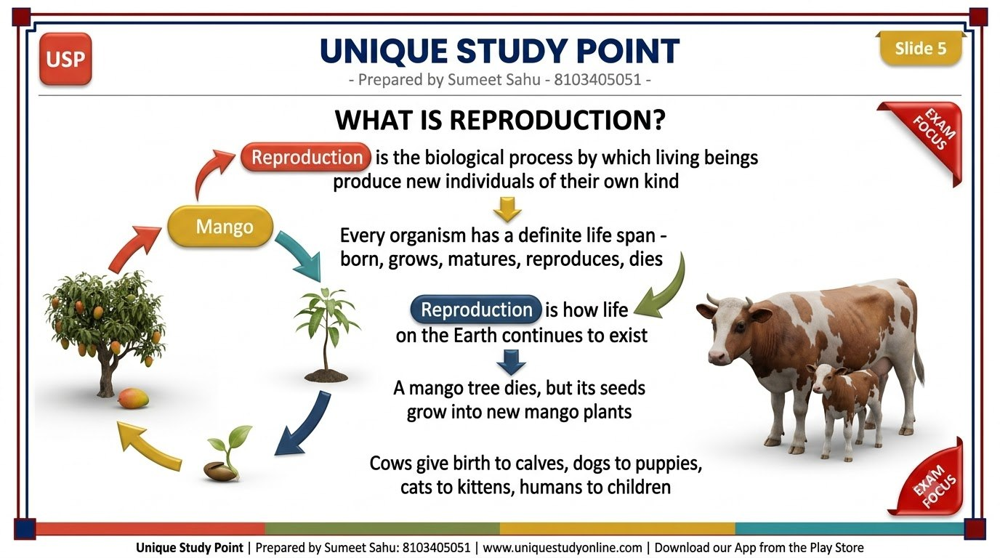 USP
UNIQUE STUDY POINT
- Prepared by Sumeet Sahu - 8103405051 -
Slide 5
EXAM
FOCUS
WHAT IS REPRODUCTION?
Reproduction is the biological process by which living beings
produce new individuals of their own kind
Mango
Every organism has a definite life span -
born, grows, matures, reproduces, dies
Reproduction is how life
on the Earth continues to exist
A mango tree dies, but its seeds
grow into new mango plants
Cows give birth to calves, dogs to puppies,
cats to kittens, humans to children
EXAM
FOCUS
Unique Study Point | Prepared by Sumeet Sahu: 8103405051 | www.uniquestudyonline.com | Download our App from the Play Store